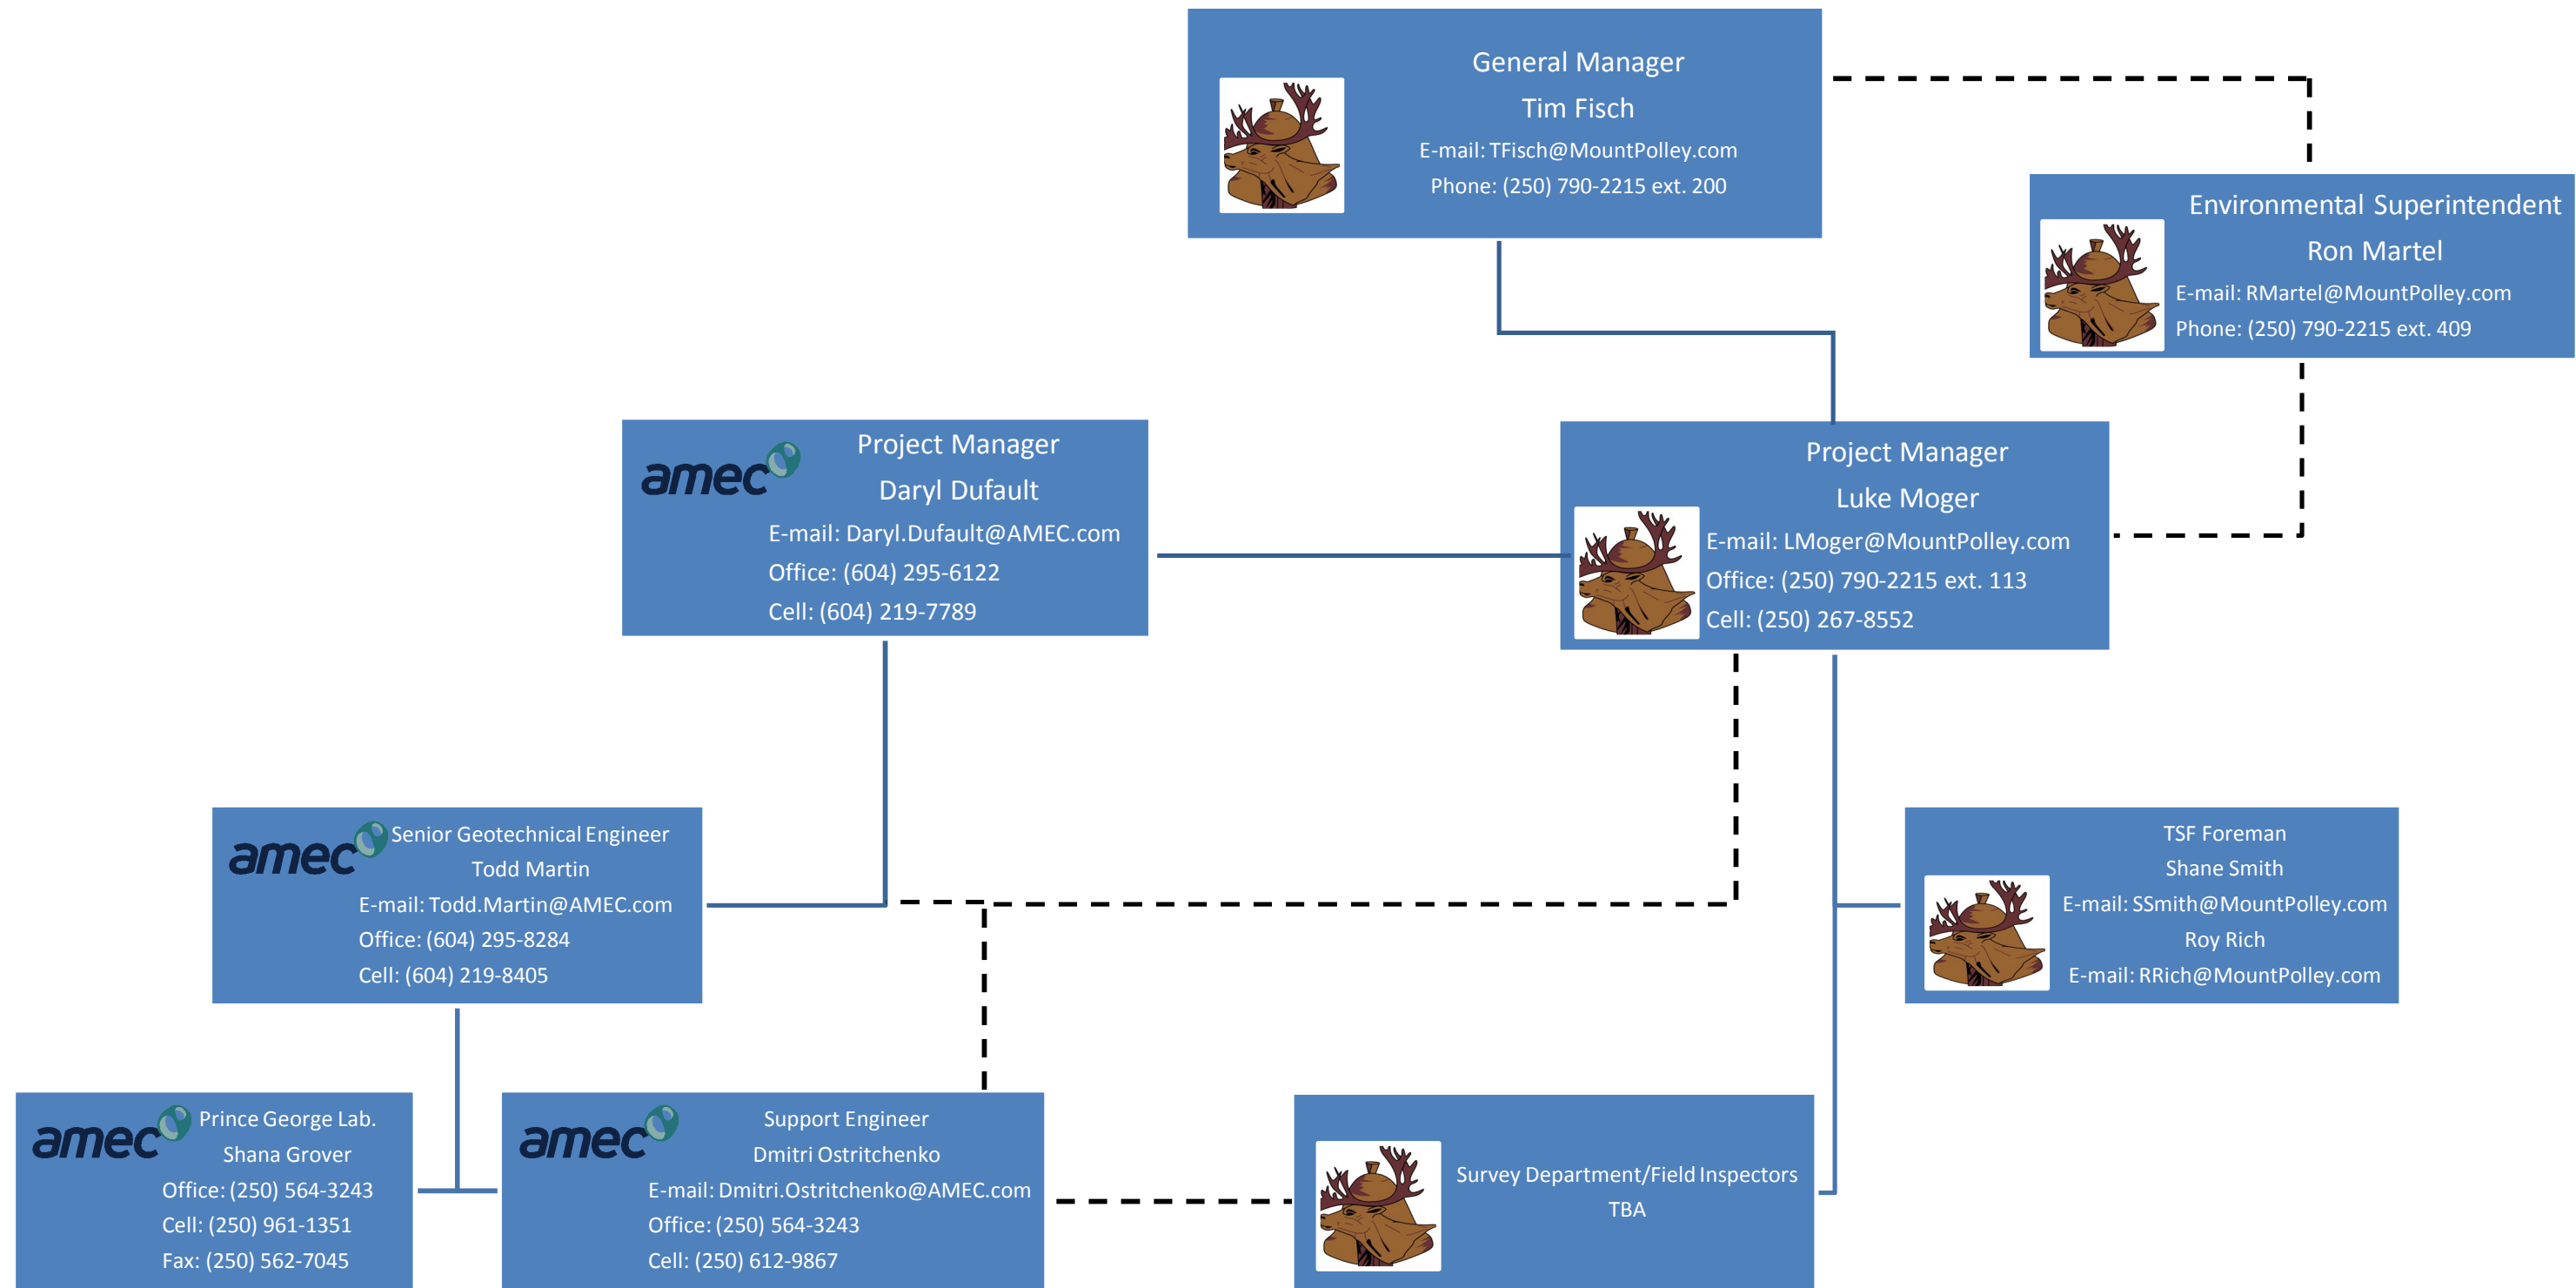 General Manager
Tim Fisch
E-mail: TFisch@MountPolley.com
Phone: (250) 790-2215 ext. 200
Environmental Superintendent
Ron Martel
E-mail: RMartel@MountPolley.com
Phone: (250) 790-2215 ext. 409
amec
Project Manager
Daryl Dufault
E-mail: Daryl.Dufault@AMEC.com
Office: (604) 295-6122
Cell: (604) 219-7789
Project Manager
Luke Moger
E-mail: LMoger@MountPolley.com
Office: (250) 790-2215 ext. 113
Cell: (250) 267-8552
amec
Senior Geotechnical Engineer
Todd Martin
E-mail: Todd.Martin@AMEC.com
Office: (604) 295-8284
Cell: (604) 219-8405
TSF Foreman
Shane Smith
E-mail: SSmith@MountPolley.com
Roy Rich
E-mail: RRich@MountPolley.com
amec
Prince George Lab.
Shana Grover
Office: (250) 564-3243
Cell: (250) 961-1351
Fax: (250) 562-7045
amec
Support Engineer
Dmitri Ostritchenko
E-mail: Dmitri.Ostritchenko@AMEC.com
Office: (250) 564-3243
Cell: (250) 612-9867
Survey Department/Field Inspectors
TBA